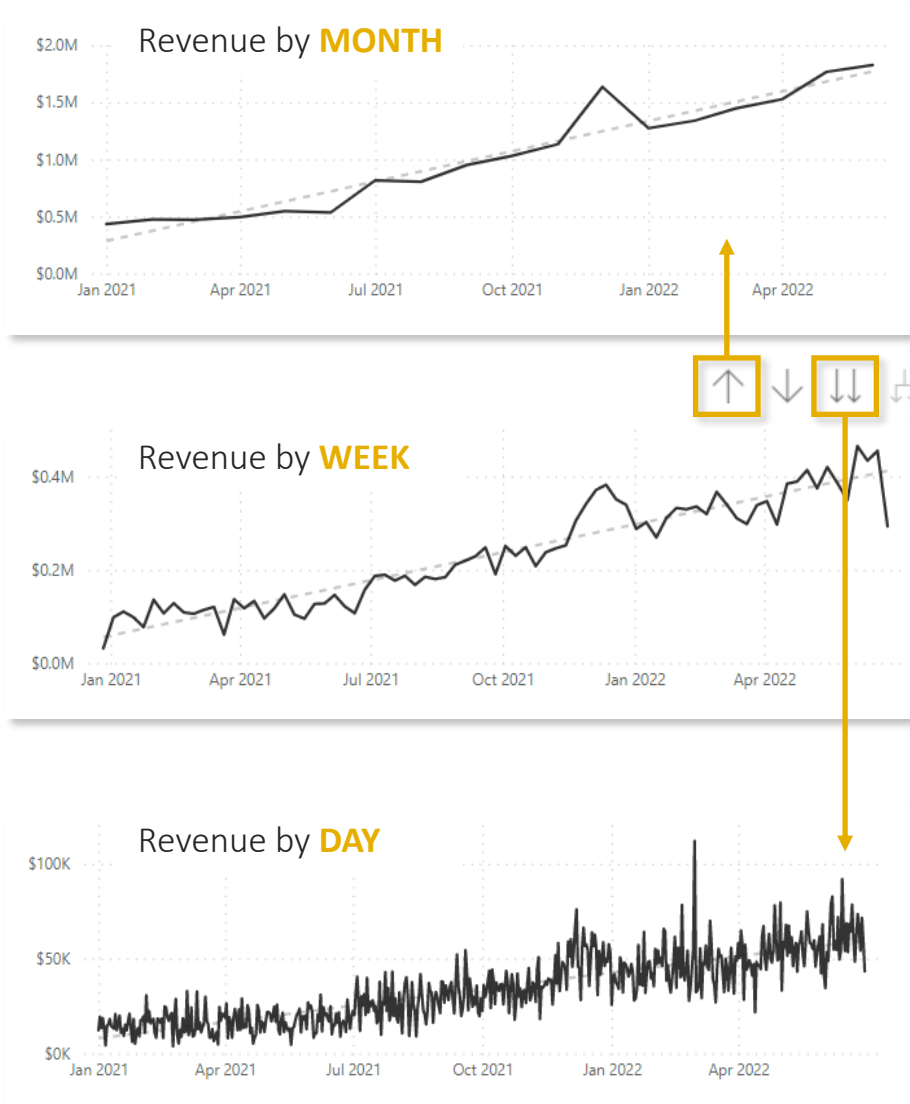 Revenue by MONTH
$2.0M
$1.5M
$1.0M
$0.5M
$0.0M
Jan 2021 Apr 2021 Jul 2021 Oct 2021 Jan 2022 Apr 2022
Revenue by WEEK
$0.4M
$0.2M
$0.0M
Jan 2021 Apr 2021 Jul 2021 Oct 2021 Jan 2022 Apr 2022
Revenue by DAY
$100K
$50K
$0K
Jan 2021 Apr 2021 Jul 2021 Oct 2021 Jan 2022 Apr 2022